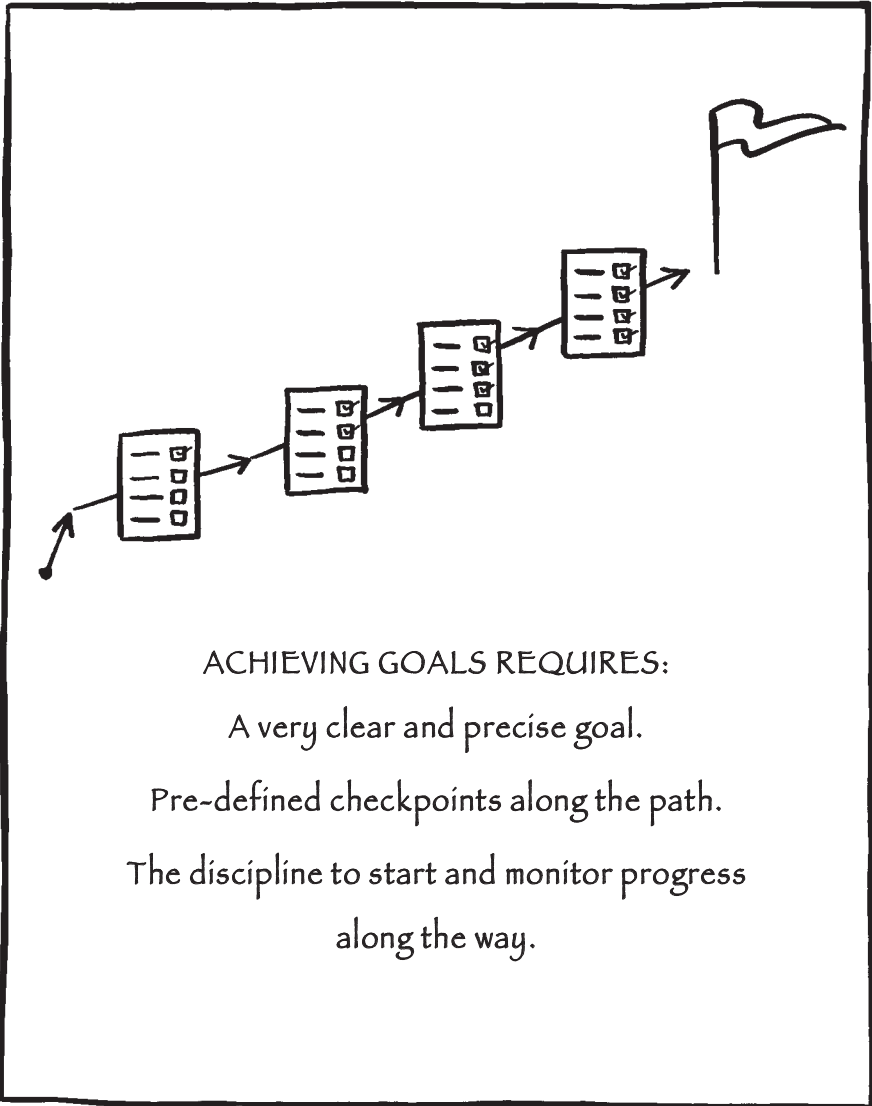 ACHIEVING GOALS REQUIRES:
A very clear and precise goal.
Pre-defined checkpoints along the path.
The discipline to start and monitor progress
along the way.